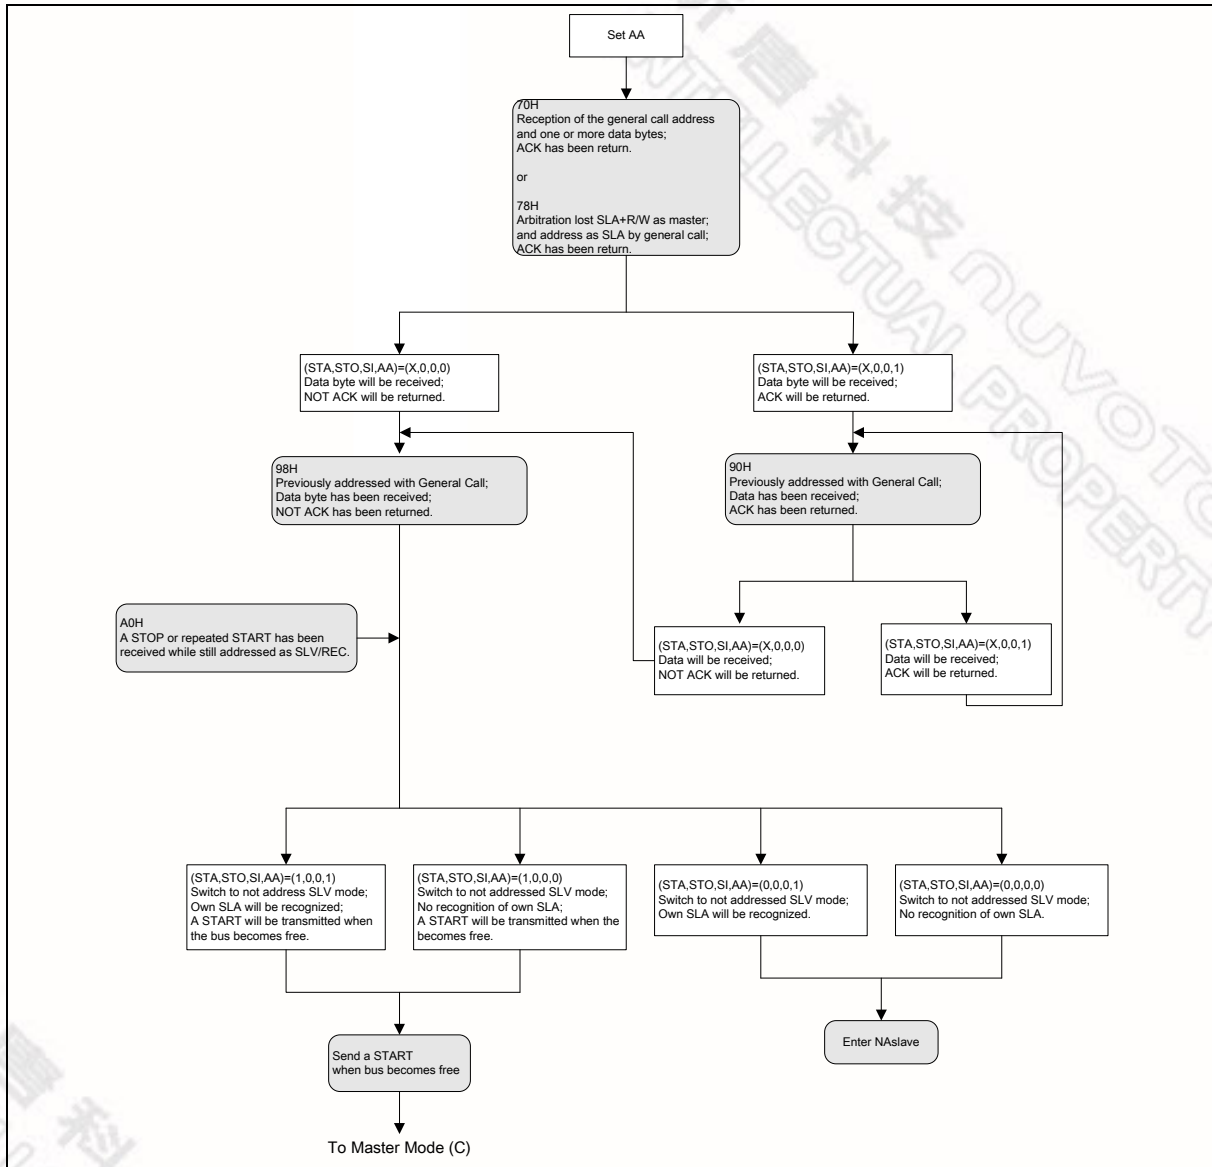 Set AA
70H
Reception of the general call address
and one or more data bytes;
ACK has been return.
or
78H
Arbitration lost SLA+R/W as master;
and address as SLA by general call;
ACK has been return.
(STA,STO,SI,AA)=(X,0,0,0)
Data byte will be received;
NOT ACK will be returned.
(STA,STO,SI,AA)=(X,0,0,1)
Data byte will be received;
ACK will be returned.
98H
Previously addressed with General Call;
Data byte has been received;
NOT ACK has been returned.
90H
Previously addressed with General Call;
Data has been received;
ACK has been returned.
A0H
A STOP or repeated START has been
received while still addressed as SLV/REC.
(STA,STO,SI,AA)=(X,0,0,0)
Data will be received;
NOT ACK will be returned.
(STA,STO,SI,AA)=(X,0,0,1)
Data will be received;
ACK will be returned.
(STA,STO,SI,AA)=(1,0,0,1)
Switch to not address SLV mode;
Own SLA will be recognized;
A START will be transmitted when
the bus becomes free.
(STA,STO,SI,AA)=(1,0,0,0)
Switch to not addressed SLV mode;
No recognition of own SLA;
A START will be transmitted when the
becomes free.
(STA,STO,SI,AA)=(0,0,0,1)
Switch to not addressed SLV mode;
Own SLA will be recognized.
(STA,STO,SI,AA)=(0,0,0,0)
Switch to not addressed SLV mode;
No recognition of own SLA.
Send a START
when bus becomes free
Enter NAslave
To Master Mode (C)
唐科技 nuvoTo
INTELLECTUAL PROPERTY
唐科